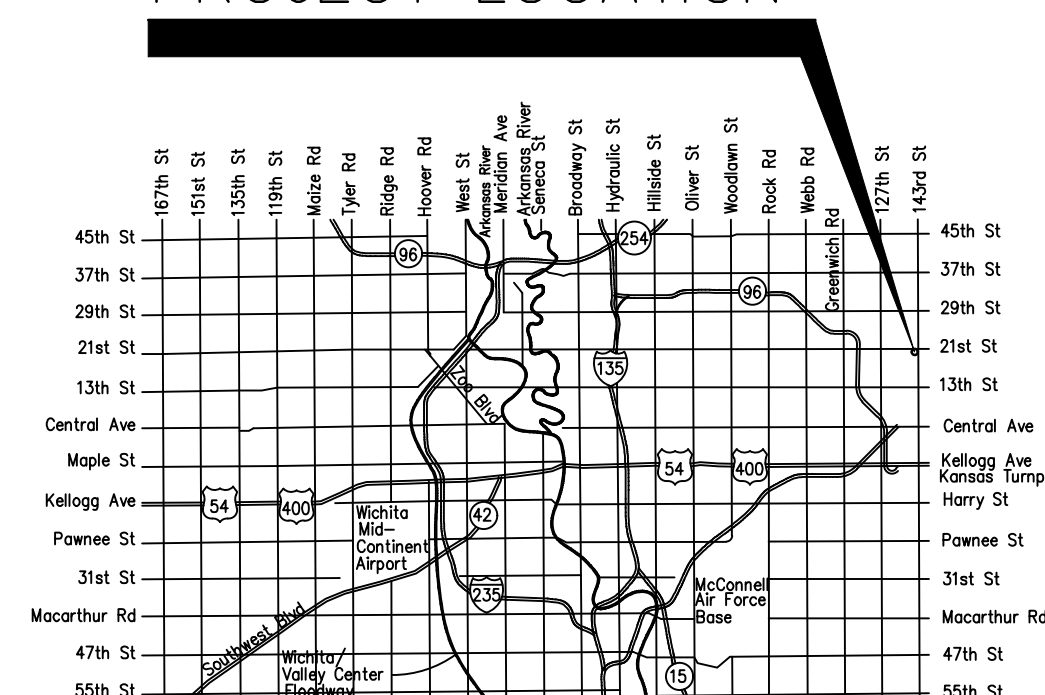 PROJECT LOCATION
167th St
151st St
135th St
119th St
Maize Rd
Tyler Rd
Ridge Rd
Hoover Rd
West St
Arkansas River
Meridian Ave
Arkansas River
Seneca St
Broadway St
Hydraulic St
Hillside St
Oliver St
Woodlawn St
Rock Rd
Webb Rd
Greenwich Rd
127th St
143rd St
45th St
254
45th St
96
37th St
37th St
96
29th St
29th St
21st St
21st St
135
Zoo Blvd
13th St
13th St
Central Ave
Central Ave
Maple St
54
400
Kellogg Ave
Kansas Turnp
Kellogg Ave
54
400
Harry St
42
Wichita
Mid-
Continent
Airport
Pawnee St
Pawnee St
31st St
31st St
235
McConnell
Air Force
Base
Macarthur Rd
Macarthur Rd
Southwest Blvd
47th St
47th St
Wichita/
Valley Center
Floodway
15
55th St
55th St